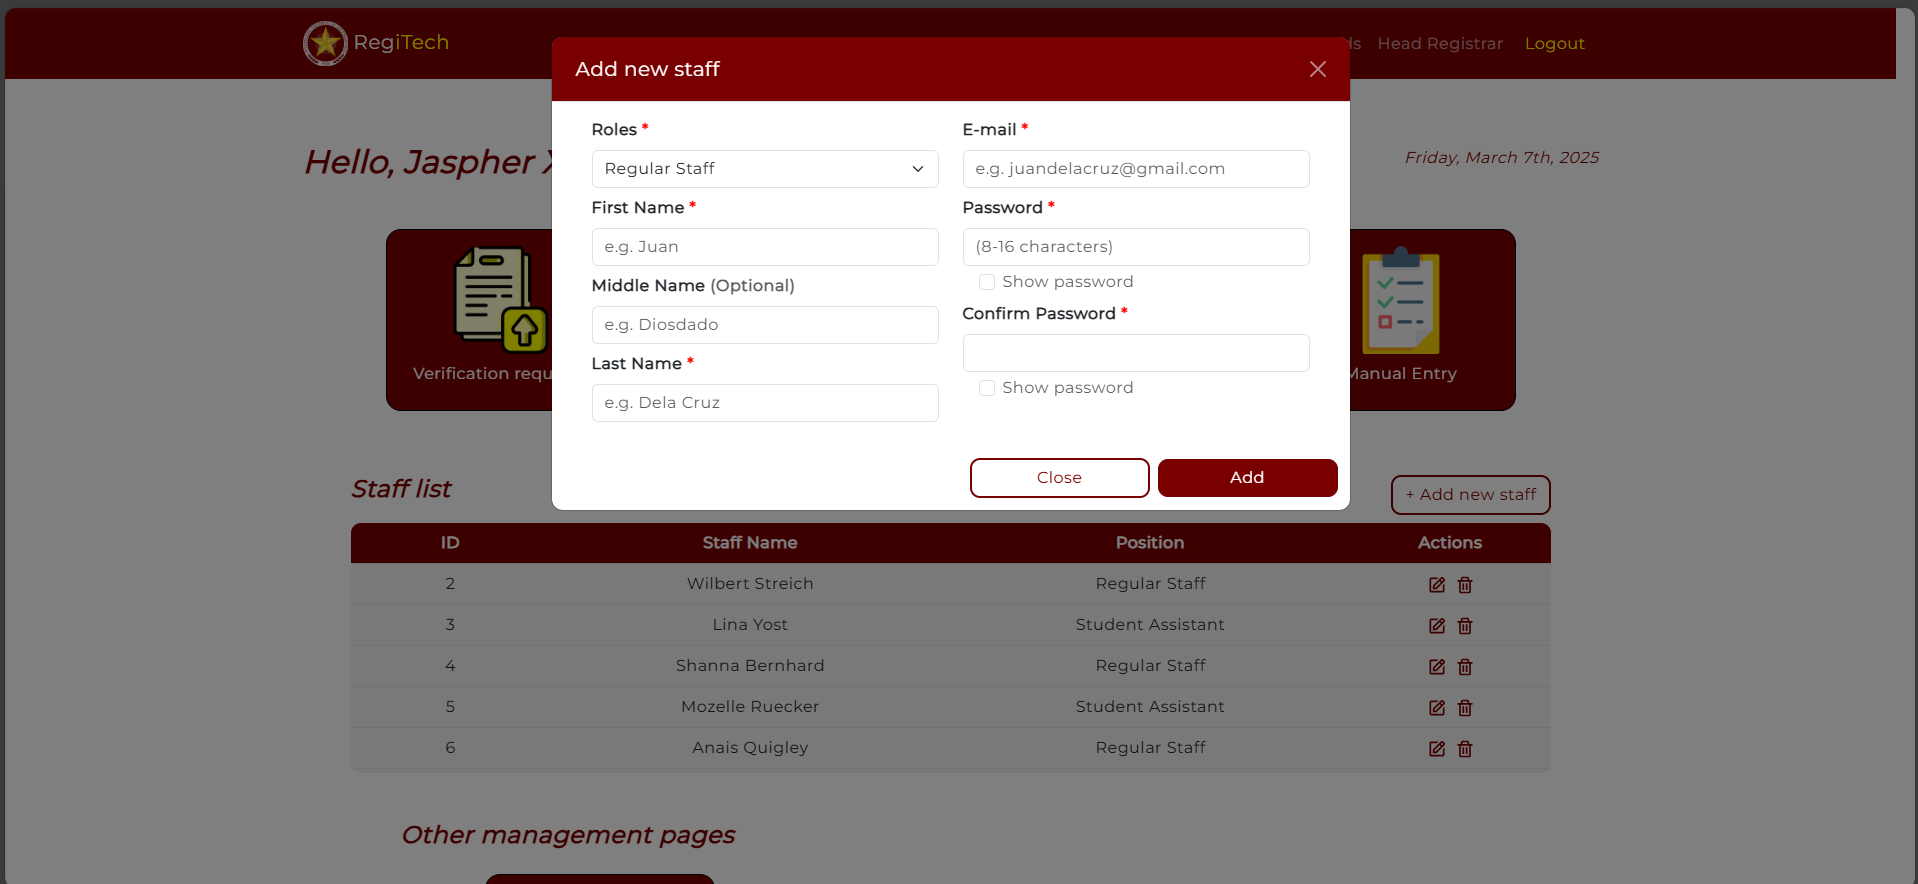 RegiTech
Head Registrar
Logout
Add new staff
Hello, Jaspher
Friday, March 7th, 2025
Roles *
Regular Staff
First Name *
e.g. Juan
Middle Name (Optional)
e.g. Diosdado
Last Name *
e.g. Dela Cruz
E-mail *
e.g. juandelacruz@gmail.com
Password *
(8-16 characters)
Show password
Confirm Password *
Show password
Close
Add
Verification
Manual Entry
Staff list
+ Add new staff
ID Staff Name Position Actions
2 Wilbert Streich Regular Staff
3 Lina Yost Student Assistant
4 Shanna Bernhard Regular Staff
5 Mozelle Ruecker Student Assistant
6 Anais Quigley Regular Staff
Other management pages